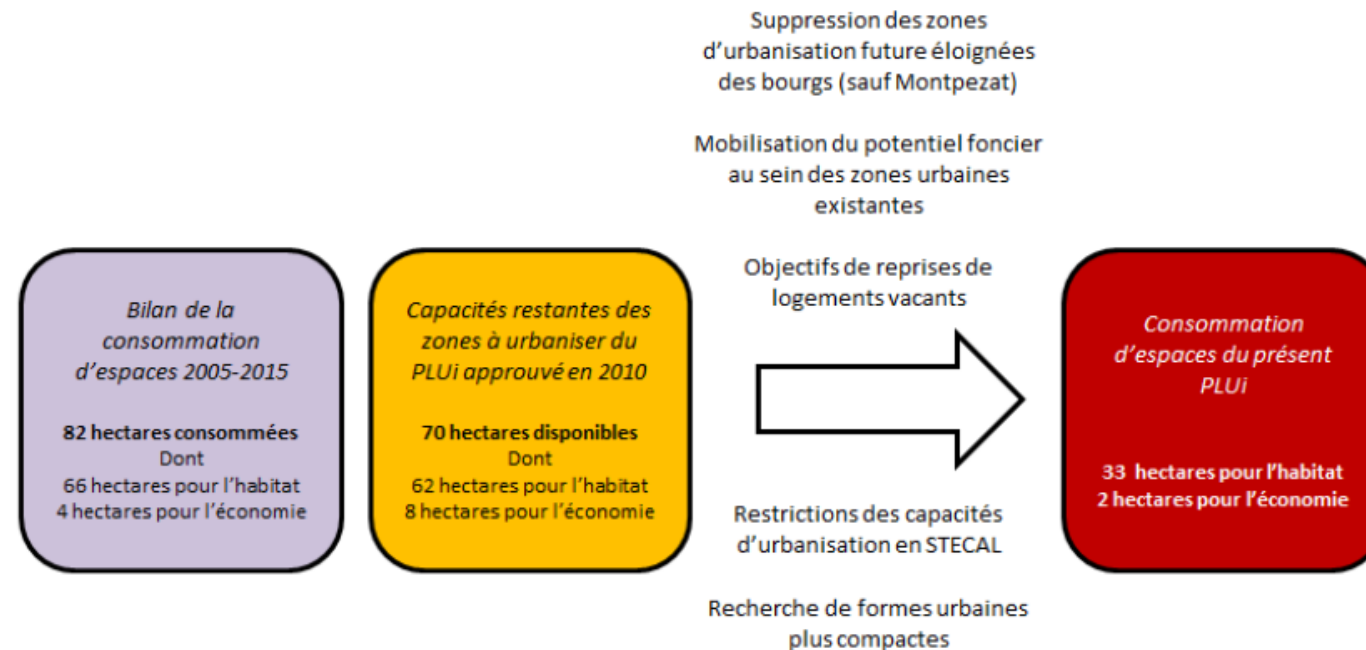 Suppression des zones
d'urbanisation future éloignées
des bourgs (sauf Montpezat)
Mobilisation du potentiel foncier
au sein des zones urbaines
existantes
Objectifs de reprises de
logements vacants
Bilan de la
consommation
d'espaces 2005-2015
82 hectares consommées
Dont
66 hectares pour l'habitat
4 hectares pour l'économie
Capacités restantes des
zones à urbaniser du
PLUi approuvé en 2010
70 hectares disponibles
Dont
62 hectares pour l'habitat
8 hectares pour l'économie
Restrictions des capacités
d'urbanisation en STECAL
Recherche de formes urbaines
plus compactes
Consommation
d'espaces du présent
PLUi
33 hectares pour l'habitat
2 hectares pour l'économie